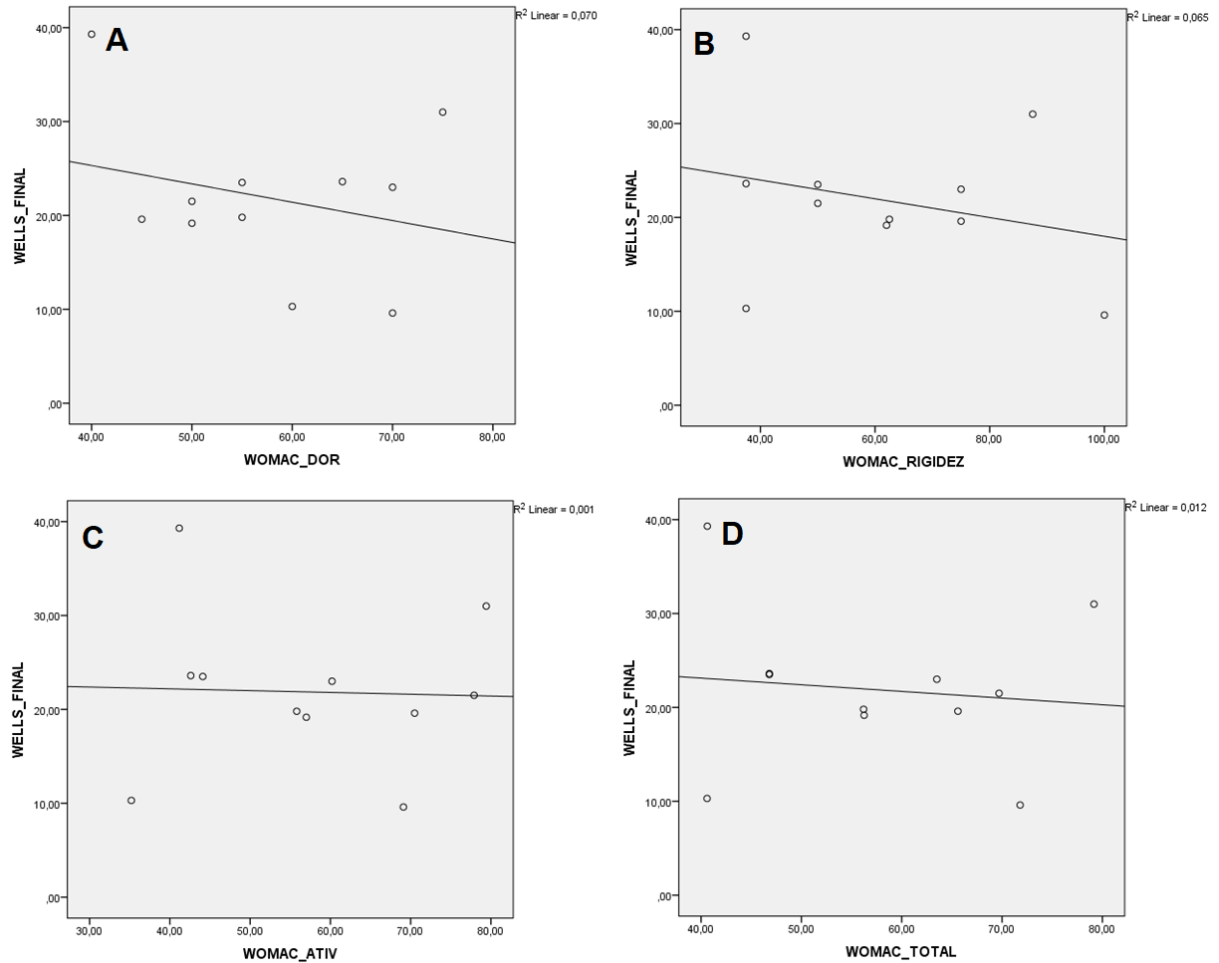 R² Linear = 0,070
A
40,00
30,00
20,00
10,00
,00
WELLS_FINAL
40,00 50,00 60,00 70,00 80,00
WOMAC_DOR
R² Linear = 0,065
B
40,00
30,00
20,00
10,00
,00
WELLS_FINAL
40,00 60,00 80,00 100,00
WOMAC_RIGIDEZ
R² Linear = 0,001
C
40,00
30,00
20,00
10,00
,00
WELLS_FINAL
30,00 40,00 50,00 60,00 70,00 80,00
WOMAC_ATIV
R² Linear = 0,012
D
40,00
30,00
20,00
10,00
,00
WELLS_FINAL
40,00 50,00 60,00 70,00 80,00
WOMAC_TOTAL